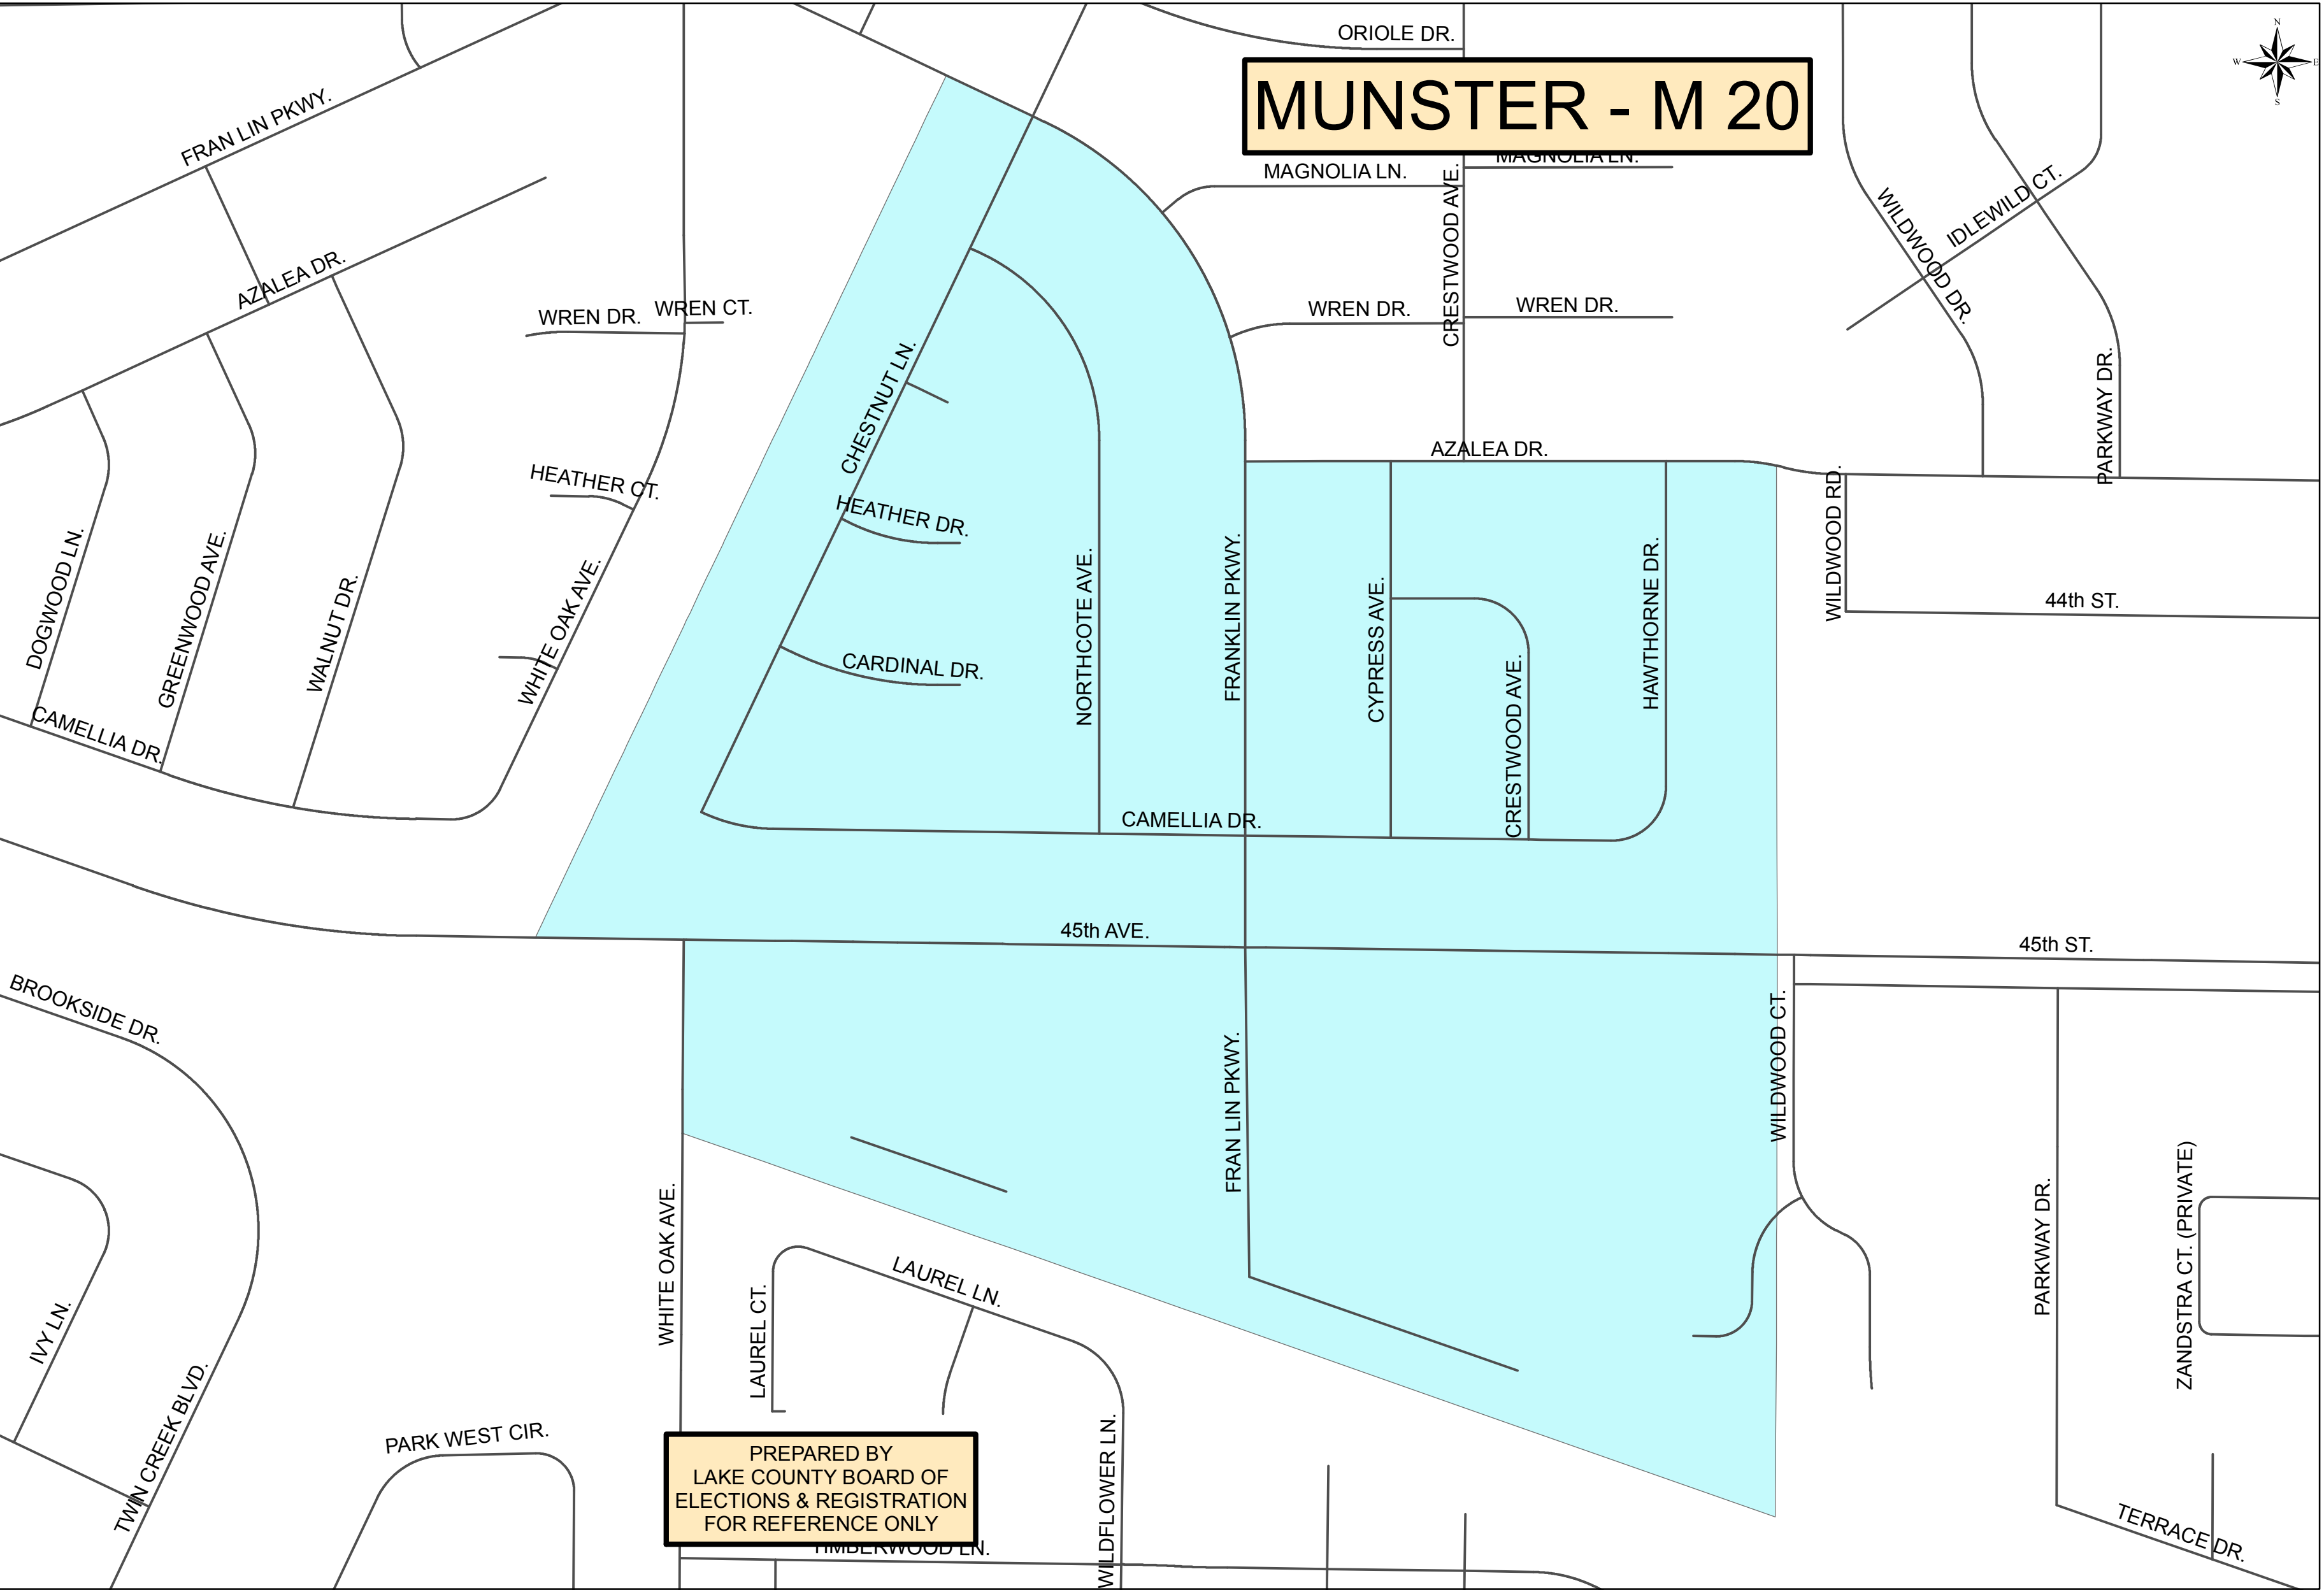 ORIOLE DR.
N
W
E
S
MUNSTER - M 20
FRAN LIN PKWY.
MAGNOLIA LN.
MAGNOLIA LN.
CRESTWOOD AVE.
WILDWOOD DR.
IDLEWILD CT.
AZALEA DR.
WREN DR.
WREN CT.
WREN DR.
WREN DR.
CHESTNUT LN.
PARKWAY DR.
AZALEA DR.
HEATHER CT.
HEATHER DR.
WILDWOOD RD.
DOGWOOD LN.
GREENWOOD AVE.
WALNUT DR.
WHITE OAK AVE.
NORTHCOTE AVE.
FRANKLIN PKWY.
CYPRESS AVE.
CRESTWOOD AVE.
HAWTHORNE DR.
44th ST.
CARDINAL DR.
CAMELLIA DR.
CAMELLIA DR.
45th AVE.
45th ST.
BROOKSIDE DR.
FRAN LIN PKWY.
WILDWOOD CT.
WHITE OAK AVE.
PARKWAY DR.
ZANDSTRA CT. (PRIVATE)
LAUREL CT.
LAUREL LN.
IVY LN.
TWIN CREEK BLVD.
PARK WEST CIR.
WILDFLOWER LN.
PREPARED BY
LAKE COUNTY BOARD OF
ELECTIONS & REGISTRATION
FOR REFERENCE ONLY
TIMBERWOOD LN.
TERRACE DR.